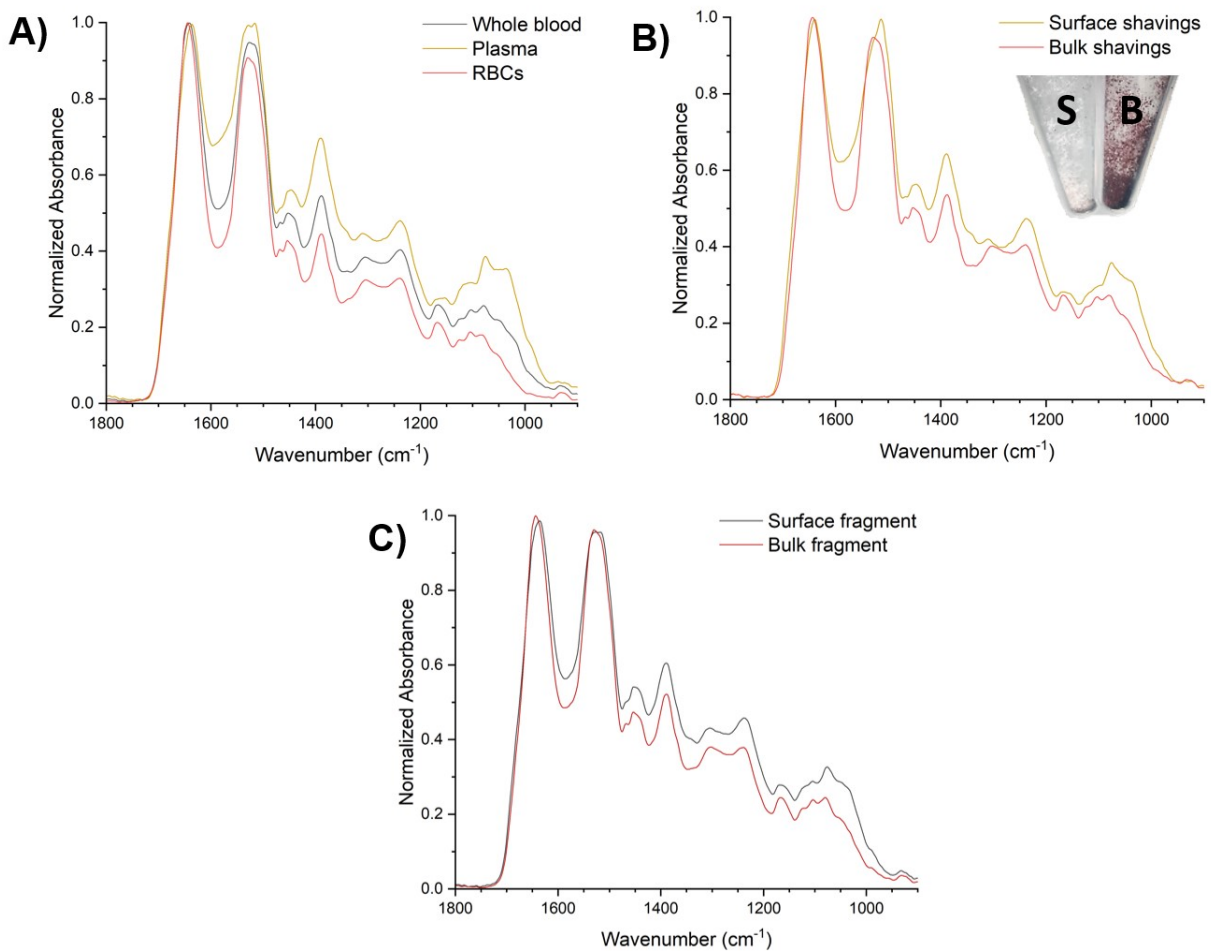 A)
Whole blood
Plasma
RBCs
1.0
0.8
0.6
0.4
0.2
0.0
Normalized Absorbance
1800 1600 1400 1200 1000
Wavenumber (cm⁻¹)
B)
Surface shavings
Bulk shavings
S B
1.0
0.8
0.6
0.4
0.2
0.0
Normalized Absorbance
1800 1600 1400 1200 1000
Wavenumber (cm⁻¹)
C)
Surface fragment
Bulk fragment
1.0
0.8
0.6
0.4
0.2
0.0
Normalized Absorbance
1800 1600 1400 1200 1000
Wavenumber (cm⁻¹)